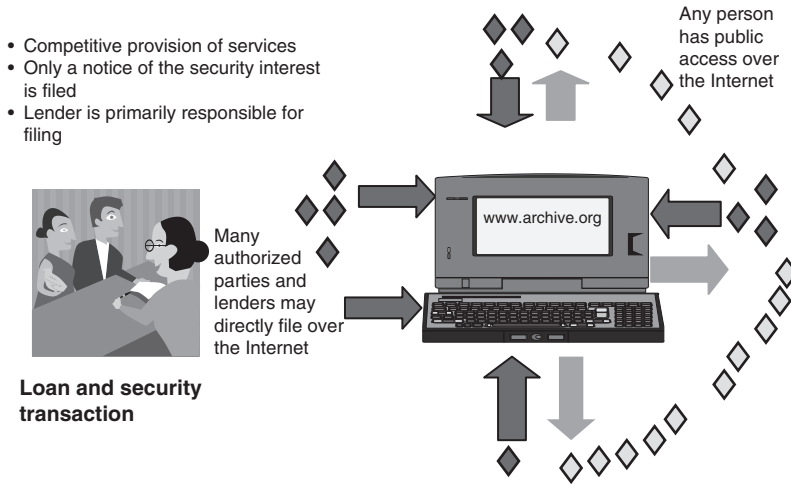 • Competitive provision of services
• Only a notice of the security interest
is filed
• Lender is primarily responsible for
filing
Any person
has public
access over
the Internet
www.archive.org
Many
authorized
parties and
lenders may
directly file over
the Internet
Loan and security
transaction